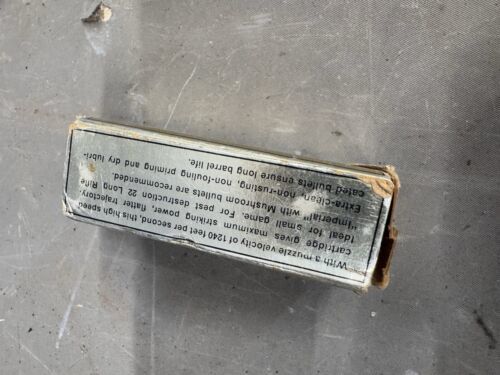 With a muzzle velocity of 1240 feet per second, this high speed
cartridge gives maximum striking power, flatter trajectory
Ideal for small game. For pest destruction 22 Long Rifle
"Imperial" with Mushroom bullets are recommended.
Extra-clean, non-rusting, non-fouling priming and dry lubri-
cated bullets ensure long barrel life.